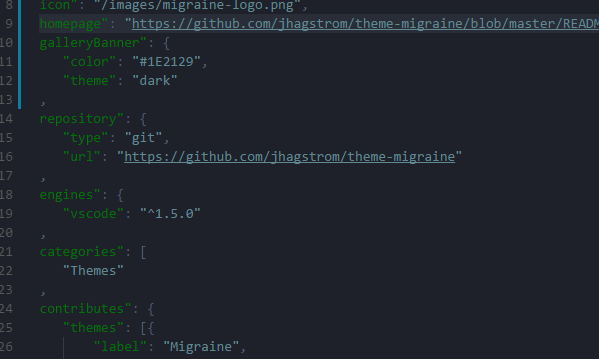 8 icon": "/images/migraine-logo.png",
9 homepage": "https://github.com/jhagstrom/theme-migraine/blob/master/READM
10 galleryBanner": {
11 "color": "#1E2129",
12 "theme": "dark"
13 ,
14 repository": {
15 "type": "git",
16 "url": "https://github.com/jhagstrom/theme-migraine"
17 ,
18 engines": {
19 "vscode": "^1.5.0"
20 ,
21 categories": [
22 "Themes"
23 ,
24 contributes": {
25 "themes": [{
26 "label": "Migraine",